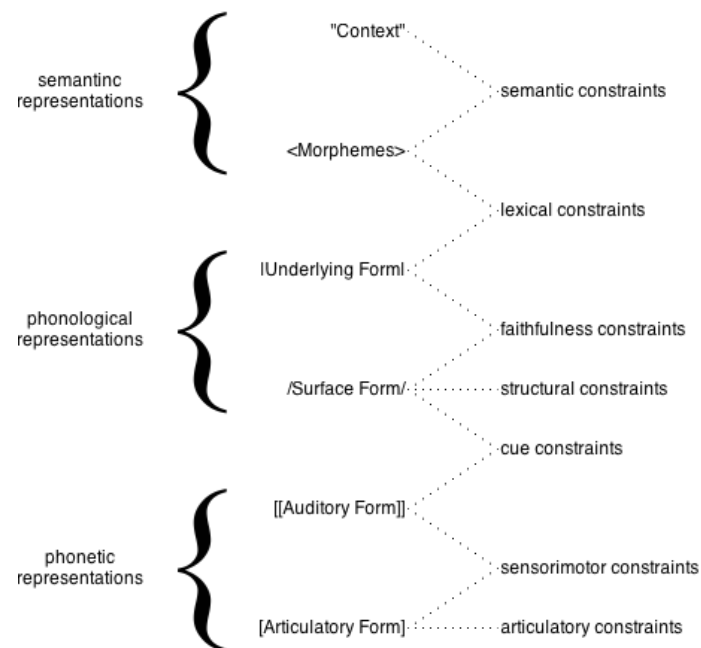 "Context"
semantinc
representations
semantic constraints
<Morphemes>
lexical constraints
|Underlying Form|
phonological
representations
faithfulness constraints
/Surface Form/
structural constraints
cue constraints
[[Auditory Form]]
phonetic
representations
sensorimotor constraints
[Articulatory Form]
articulatory constraints